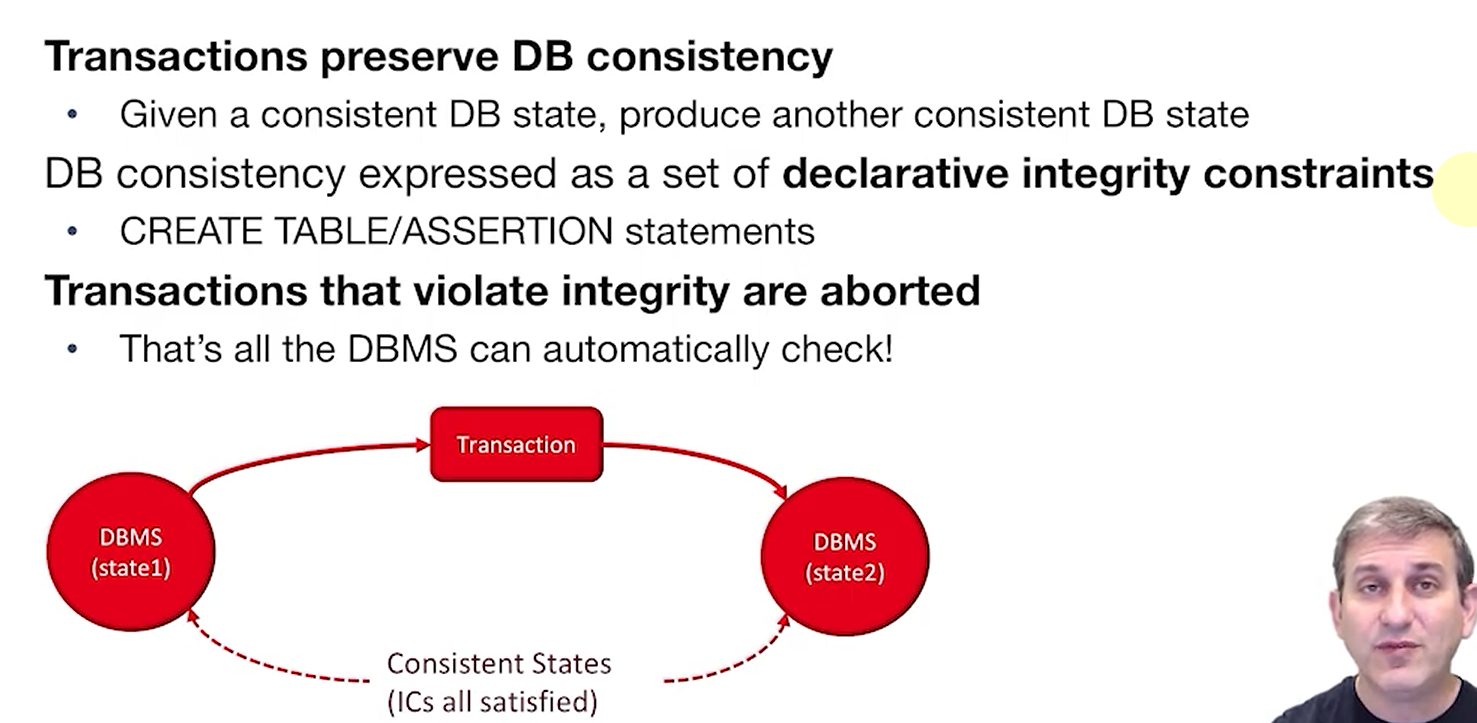 Transactions preserve DB consistency
• Given a consistent DB state, produce another consistent DB state
DB consistency expressed as a set of declarative integrity constraints
• CREATE TABLE/ASSERTION statements
Transactions that violate integrity are aborted
• That's all the DBMS can automatically check!
Transaction
DBMS
(state1)
DBMS
(state2)
Consistent States
(ICs all satisfied)